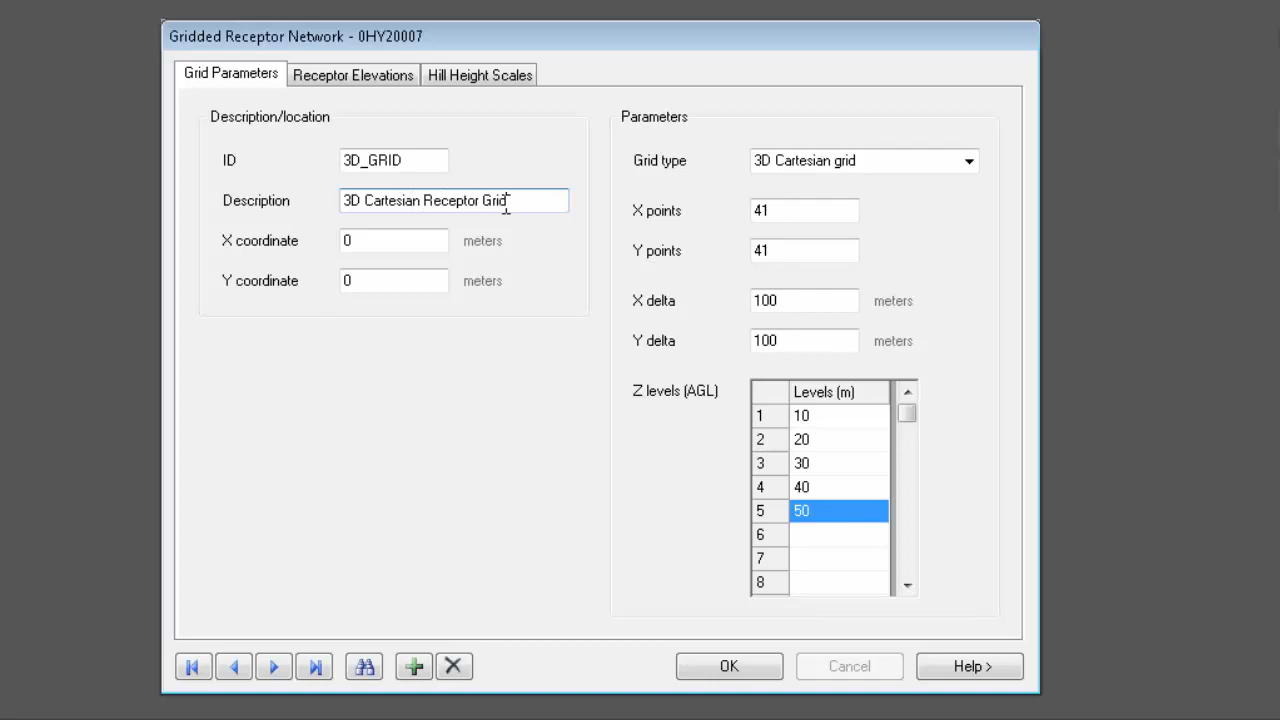 Gridded Receptor Network - 0HY20007
Grid Parameters
Receptor Elevations
Hill Height Scales
Description/location
ID
3D_GRID
Description
3D Cartesian Receptor Grid
X coordinate
0
meters
Y coordinate
0
meters
Parameters
Grid type
3D Cartesian grid
X points
41
Y points
41
X delta
100
meters
Y delta
100
meters
Z levels (AGL)
Levels (m)
1 10
2 20
3 30
4 40
5 50
6
7
8
OK
Cancel
Help >